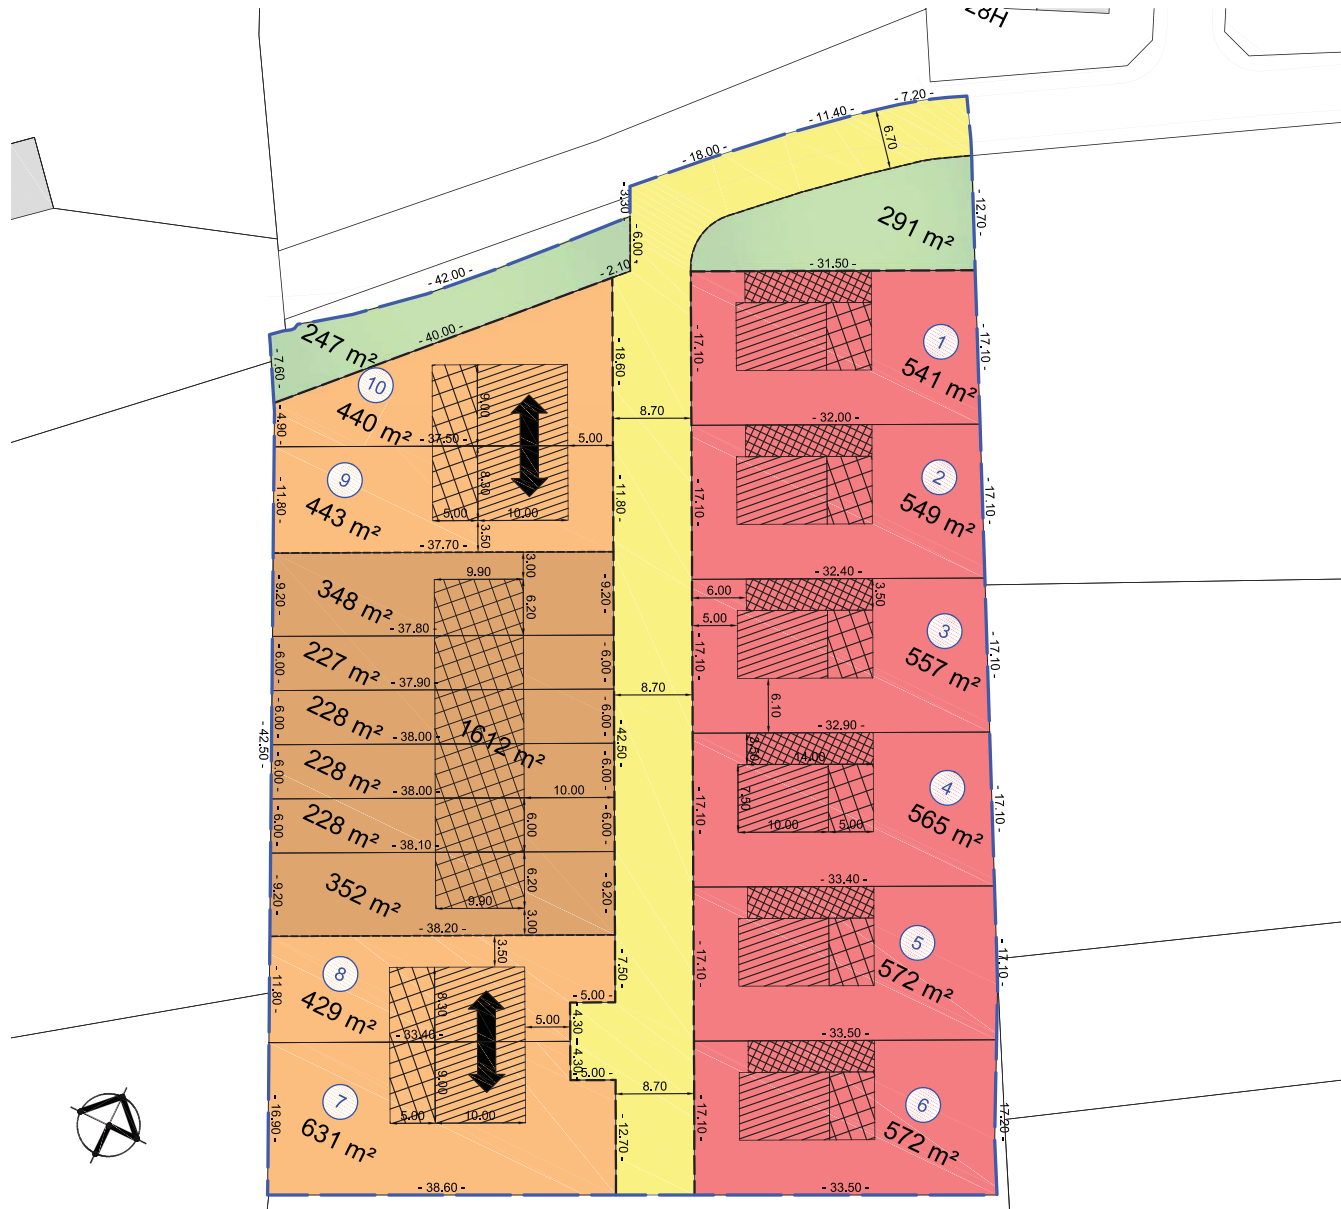 28H
- 7.20 -
- 11.40 -
6.70
- 18.00 -
- 3.30 -
- 6.00 -
- 12.70 -
291 m²
- 31.50 -
- 2.10 -
- 42.00 -
- 40.00 -
247 m²
- 7.60 -
10
440 m²
- 4.90 -
- 37.50 -
9.00
5.00
- 18.60 -
8.70
- 17.10 -
1
541 m²
- 17.10 -
- 32.00 -
9
443 m²
- 11.80 -
8.30
5.00
10.00
3.50
- 37.70 -
- 11.80 -
- 17.10 -
2
549 m²
- 17.10 -
- 32.40 -
348 m²
- 9.20 -
9.90
3.00
6.20
- 9.20 -
- 37.80 -
6.00
5.00
3.50
3
557 m²
- 17.10 -
- 17.10 -
6.10
227 m²
- 6.00 -
- 37.90 -
- 6.00 -
8.70
- 32.90 -
228 m²
- 6.00 -
- 38.00 -
1612 m²
- 6.00 -
- 42.50 -
- 42.50 -
228 m²
- 6.00 -
- 38.00 -
10.00
- 6.00 -
3.50
14.00
7.50
10.00
5.00
4
565 m²
- 17.10 -
- 17.10 -
- 33.40 -
228 m²
- 6.00 -
- 38.10 -
6.00
- 6.00 -
352 m²
- 9.20 -
9.90
6.20
3.00
- 9.20 -
- 38.20 -
5
572 m²
- 17.10 -
- 17.10 -
- 33.50 -
8
429 m²
- 11.80 -
3.50
8.30
- 33.40 -
5.00
- 7.50 -
- 5.00 -
- 4.30 -
- 4.30 -
- 5.00 -
8.70
7
631 m²
- 16.90 -
9.00
5.00
10.00
- 12.70 -
- 17.10 -
6
572 m²
17.20 -
- 38.60 -
- 33.50 -